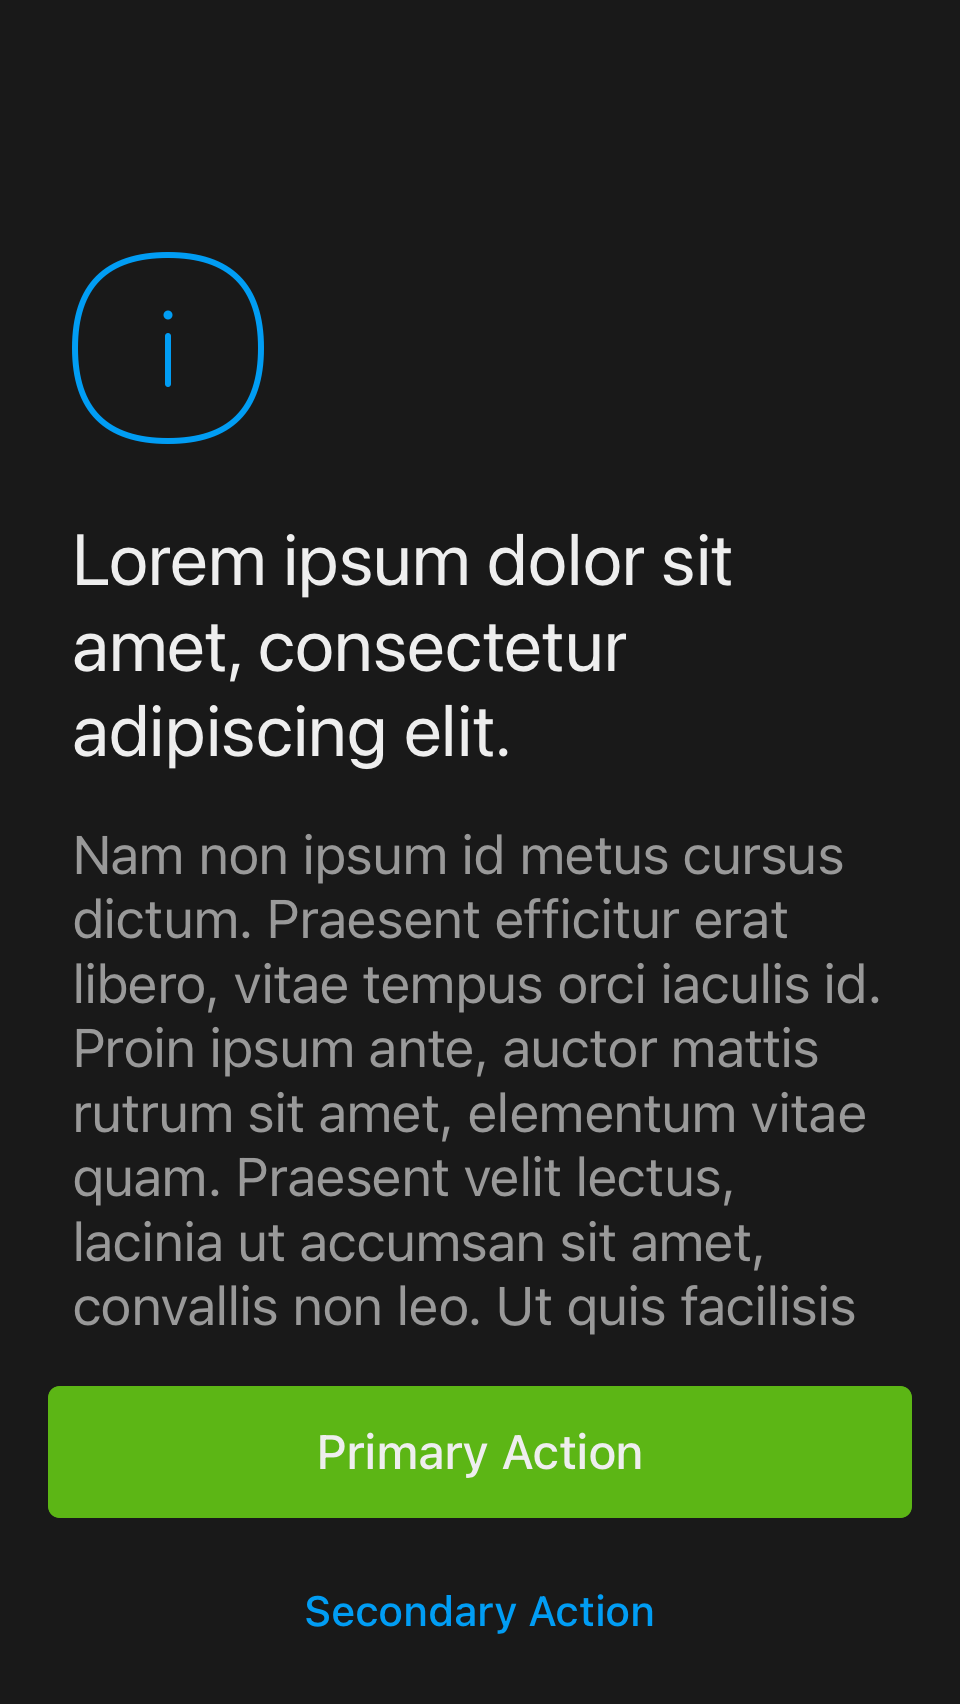 Lorem ipsum dolor sit
amet, consectetur
adipiscing elit.
Nam non ipsum id metus cursus
dictum. Praesent efficitur erat
libero, vitae tempus orci iaculis id.
Proin ipsum ante, auctor mattis
rutrum sit amet, elementum vitae
quam. Praesent velit lectus,
lacinia ut accumsan sit amet,
convallis non leo. Ut quis facilisis
Primary Action
Secondary Action